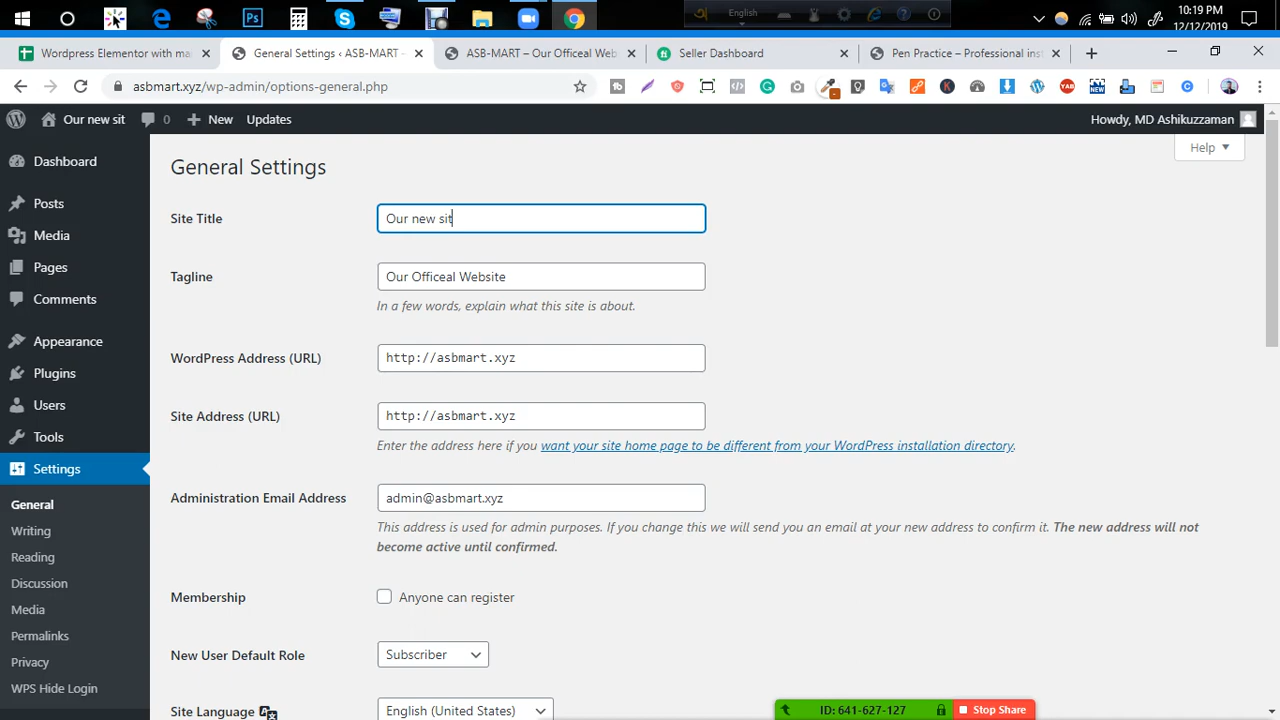 English
10:19 PM
12/12/2019
Wordpress Elementor with ma
General Settings ‹ ASB-MART -
ASB-MART – Our Officeal Web
Seller Dashboard
Pen Practice – Professional inst
asbmart.xyz/wp-admin/options-general.php
Our new sit
0
New
Updates
Howdy, MD Ashikuzzaman
Help
Dashboard
Posts
Media
Pages
Comments
Appearance
Plugins
Users
Tools
Settings
General
Writing
Reading
Discussion
Media
Permalinks
Privacy
WPS Hide Login
General Settings
Site Title
Our new sit
Tagline
Our Officeal Website
In a few words, explain what this site is about.
WordPress Address (URL)
http://asbmart.xyz
Site Address (URL)
http://asbmart.xyz
Enter the address here if you want your site home page to be different from your WordPress installation directory.
Administration Email Address
admin@asbmart.xyz
This address is used for admin purposes. If you change this we will send you an email at your new address to confirm it. The new address will not
become active until confirmed.
Membership
Anyone can register
New User Default Role
Subscriber
Site Language
English (United States)
ID: 641-627-127
Stop Share